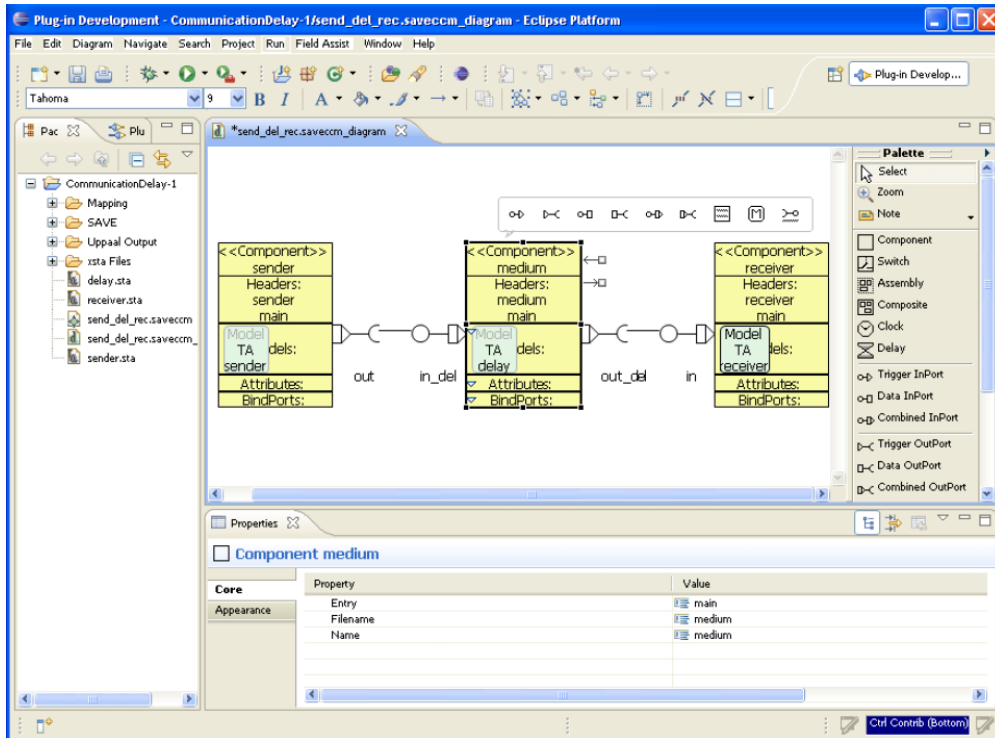 Plug-in Development - CommunicationDelay-1/send_del_rec.saveccm_diagram - Eclipse Platform
File Edit Diagram Navigate Search Project Run Field Assist Window Help
Plug-in Develop...
Tahoma 9 B I A
Pac Plu
*send_del_rec.saveccm_diagram
CommunicationDelay-1
Mapping
SAVE
Uppaal Output
xsta Files
delay.sta
receiver.sta
send_del_rec.saveccm
send_del_rec.saveccm_
sender.sta
M
<<Component>>
sender
Headers:
sender
main
Model
TA dels:
sender
Attributes:
BindPorts:
out
in_del
<<Component>>
medium
Headers:
medium
main
Model
TA dels:
delay
Attributes:
BindPorts:
out_del
in
<<Component>>
receiver
Headers:
receiver
main
Model
TA dels:
receiver
Attributes:
BindPorts:
Palette
Select
Zoom
Note
Component
Switch
Assembly
Composite
Clock
Delay
Trigger InPort
Data InPort
Combined InPort
Trigger OutPort
Data OutPort
Combined OutPort
Properties
Component medium
Core
Appearance
Property Value
Entry main
Filename medium
Name medium
Ctrl Contrib (Bottom)